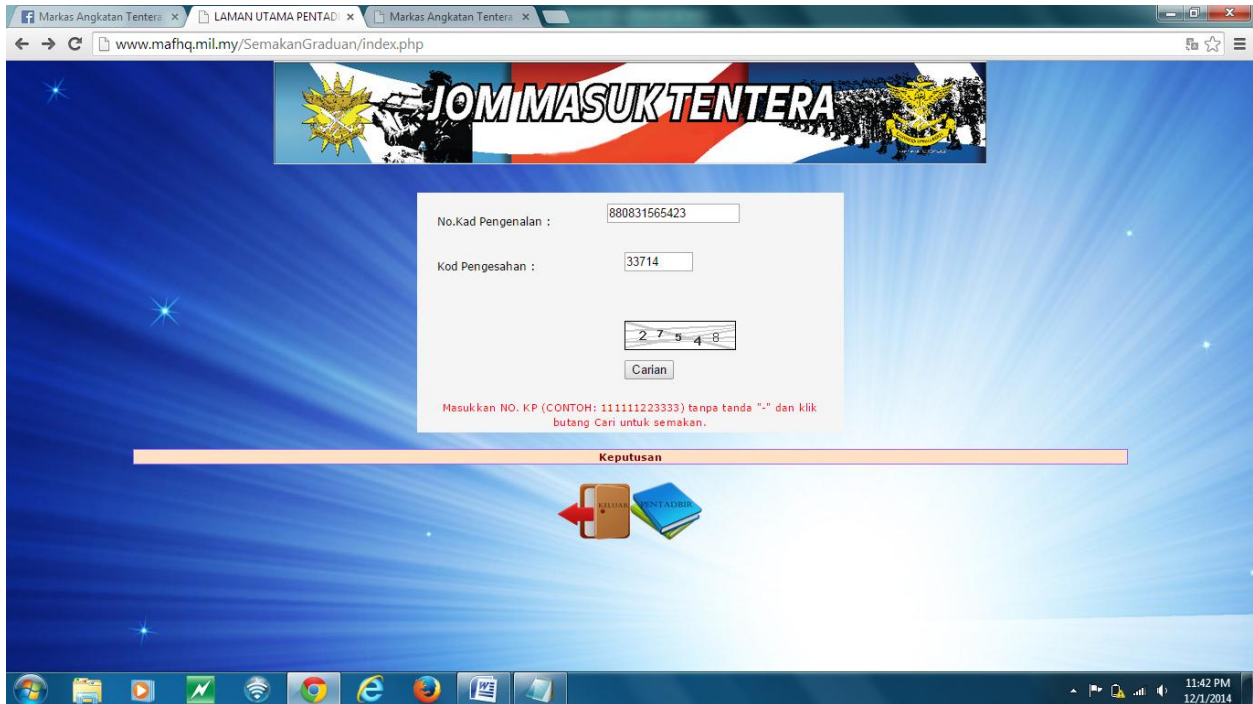 Markas Angkatan Tentera
LAMAN UTAMA PENTADI
Markas Angkatan Tentera
www.mafhq.mil.my/SemakanGraduan/index.php
JOM MASUK TENTERA
No.Kad Pengenalan :
880831565423
Kod Pengesahan :
33714
2 7 5 4 8
Carian
Masukkan NO. KP (CONTOH: 111111223333) tanpa tanda "-" dan klik
butang Cari untuk semakan.
Keputusan
KELUAR
PENTADBIR
11:42 PM
12/1/2014